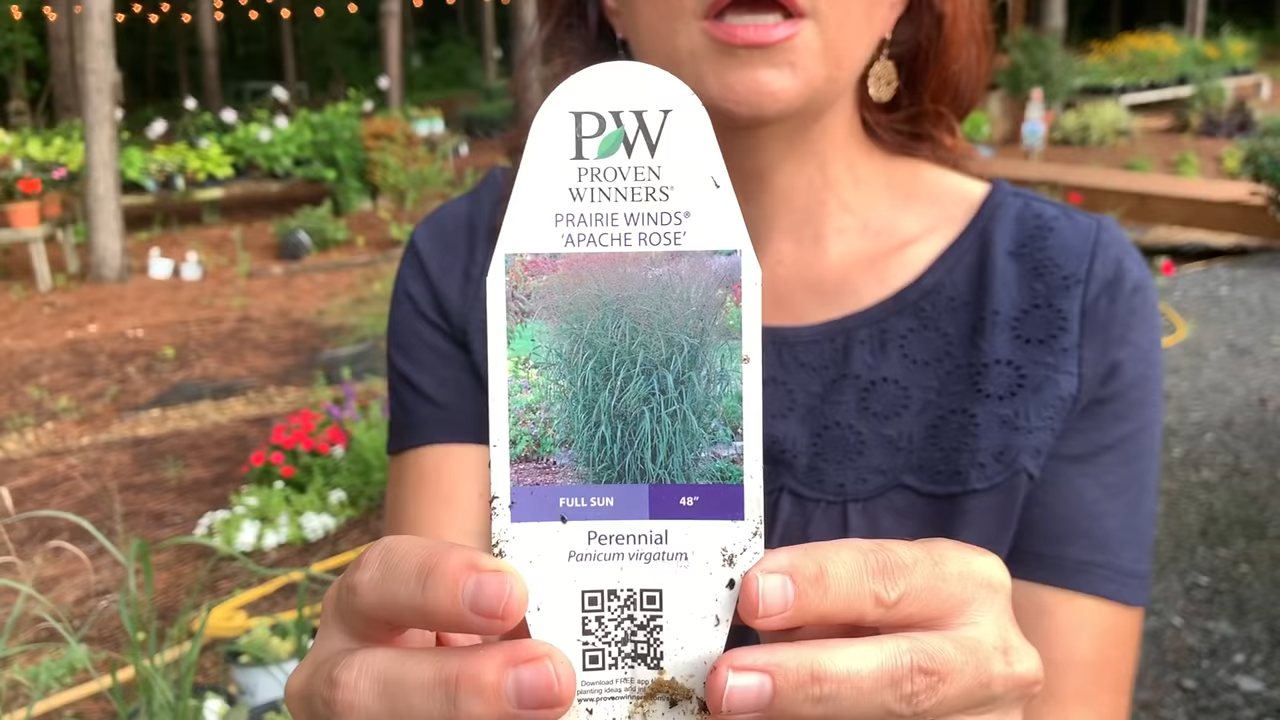 PW
PROVEN
WINNERS®
PRAIRIE WINDS®
'APACHE ROSE'
FULL SUN 48"
Perennial
Panicum virgatum
Download FREE app
planting ideas and
www.provenwinners